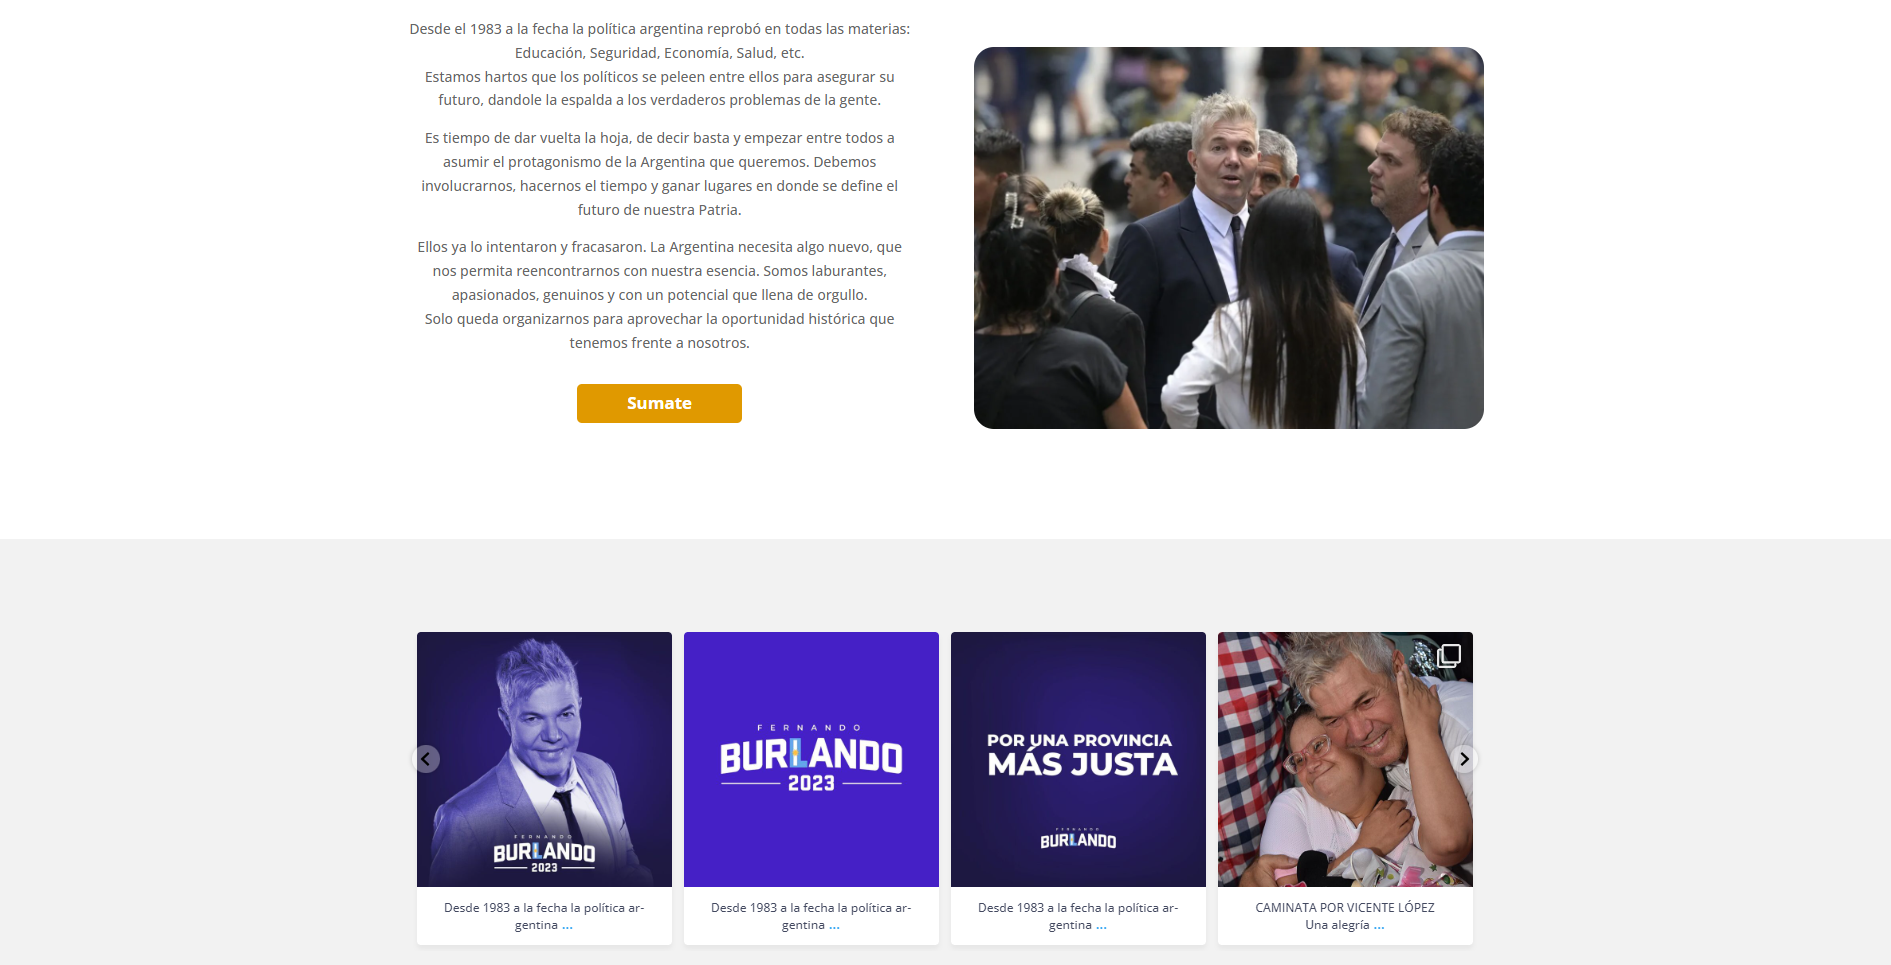 Desde el 1983 a la fecha la política argentina reprobó en todas las materias:
Educación, Seguridad, Economía, Salud, etc.
Estamos hartos que los políticos se peleen entre ellos para asegurar su
futuro, dandole la espalda a los verdaderos problemas de la gente.
Es tiempo de dar vuelta la hoja, de decir basta y empezar entre todos a
asumir el protagonismo de la Argentina que queremos. Debemos
involucrarnos, hacernos el tiempo y ganar lugares en donde se define el
futuro de nuestra Patria.
Ellos ya lo intentaron y fracasaron. La Argentina necesita algo nuevo, que
nos permita reencontrarnos con nuestra esencia. Somos laburantes,
apasionados, genuinos y con un potencial que llena de orgullo.
Solo queda organizarnos para aprovechar la oportunidad histórica que
tenemos frente a nosotros.
Sumate
FERNANDO
BURLANDO
2023
Desde 1983 a la fecha la política ar-
gentina ...
FERNANDO
BURLANDO
2023
Desde 1983 a la fecha la política ar-
gentina ...
POR UNA PROVINCIA
MÁS JUSTA
FERNANDO
BURLANDO
Desde 1983 a la fecha la política ar-
gentina ...
CAMINATA POR VICENTE LÓPEZ
Una alegría ...